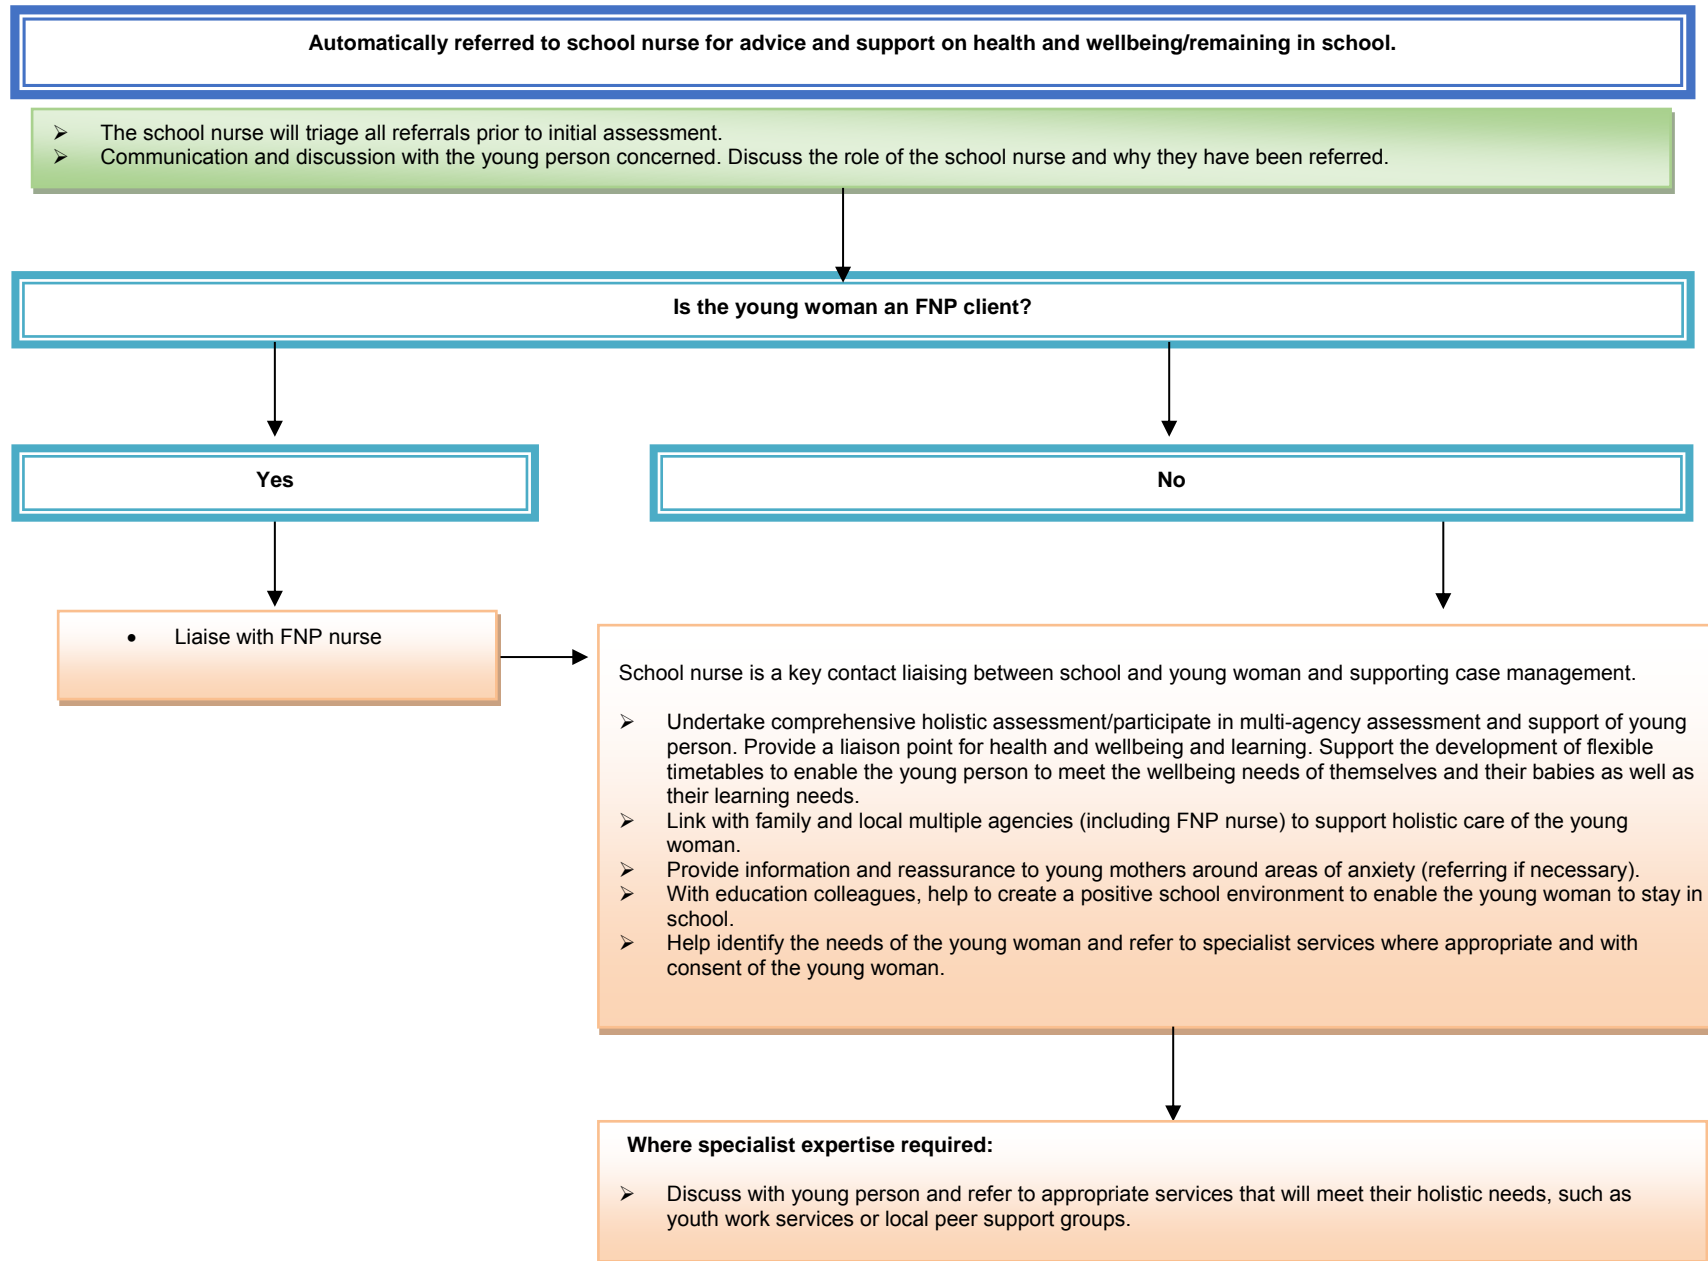 Automatically referred to school nurse for advice and support on health and wellbeing/remaining in school.
➢ The school nurse will triage all referrals prior to initial assessment.
➢ Communication and discussion with the young person concerned. Discuss the role of the school nurse and why they have been referred.
Is the young woman an FNP client?
Yes
No
• Liaise with FNP nurse
School nurse is a key contact liaising between school and young woman and supporting case management.
➢ Undertake comprehensive holistic assessment/participate in multi-agency assessment and support of young
person. Provide a liaison point for health and wellbeing and learning. Support the development of flexible
timetables to enable the young person to meet the wellbeing needs of themselves and their babies as well as
their learning needs.
➢ Link with family and local multiple agencies (including FNP nurse) to support holistic care of the young
woman.
➢ Provide information and reassurance to young mothers around areas of anxiety (referring if necessary).
➢ With education colleagues, help to create a positive school environment to enable the young woman to stay in
school.
➢ Help identify the needs of the young woman and refer to specialist services where appropriate and with
consent of the young woman.
Where specialist expertise required:
➢ Discuss with young person and refer to appropriate services that will meet their holistic needs, such as
youth work services or local peer support groups.